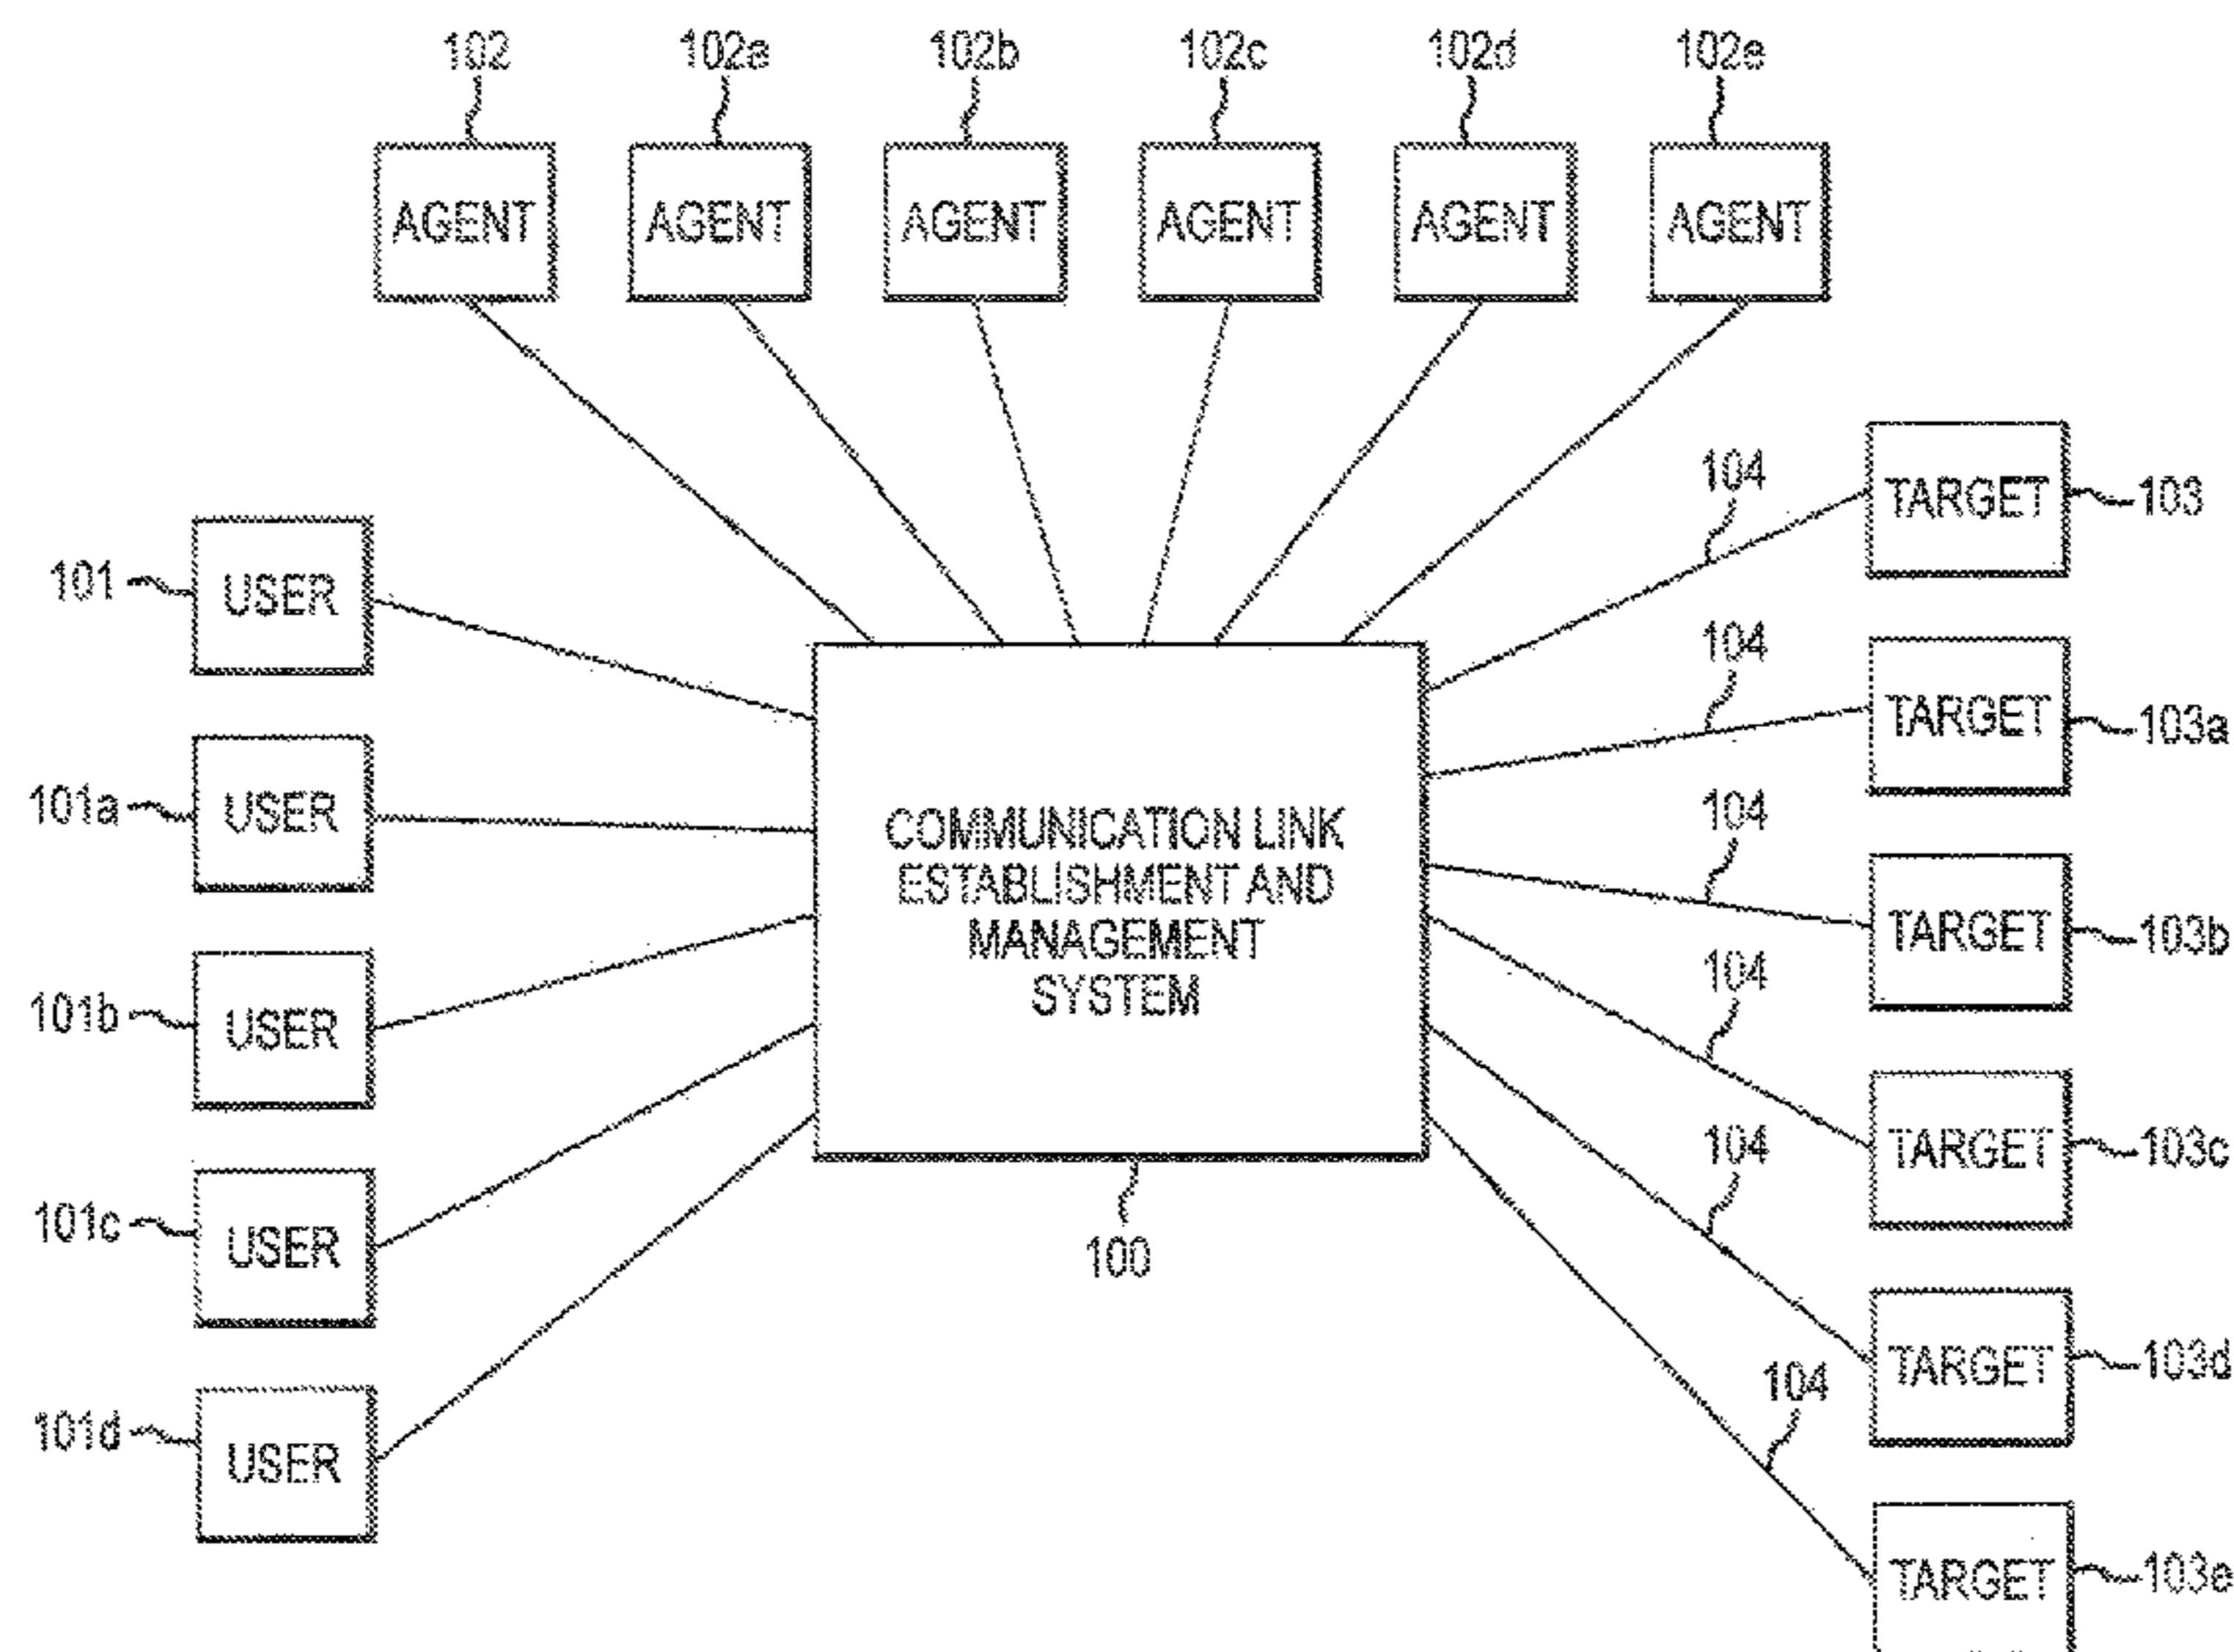 102 102a 102b 102c 102d 102e
AGENT AGENT AGENT AGENT AGENT AGENT
104 TARGET 103
101 USER
104 TARGET 103a
101a USER
104 TARGET 103b
COMMUNICATION LINK
ESTABLISHMENT AND
MANAGEMENT
SYSTEM
104
101b USER
104 TARGET 103c
101c USER
100
TARGET 103d
104
101d USER
TARGET 103e